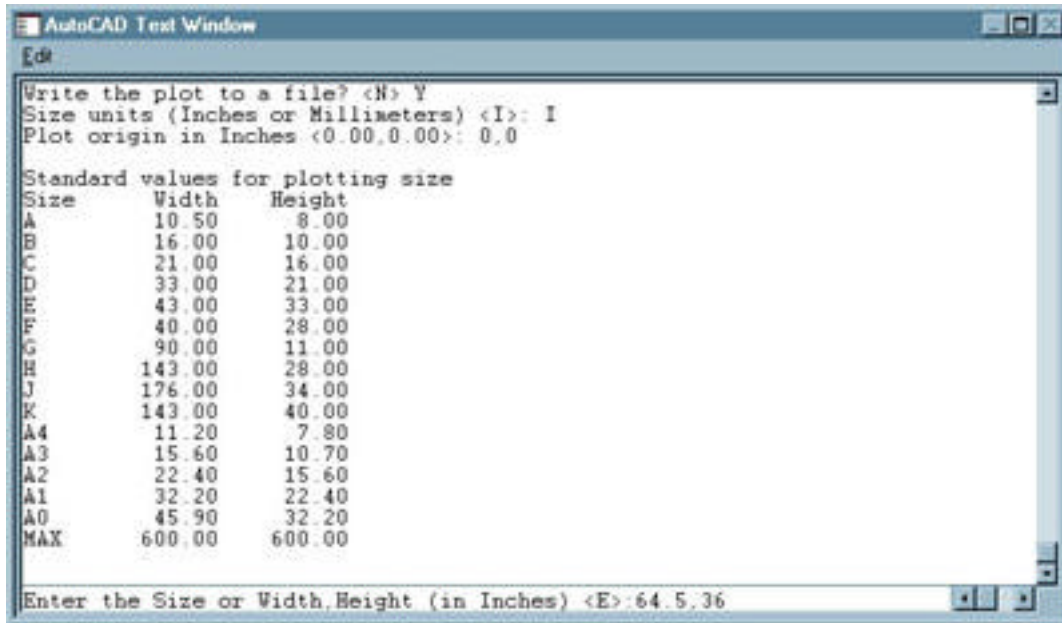 AutoCAD Text Window
Edit
Write the plot to a file? <N> Y
Size units (Inches or Millimeters) <I>: I
Plot origin in Inches <0.00,0.00>: 0,0
Standard values for plotting size
Size Width Height
A 10.50 8.00
B 16.00 10.00
C 21.00 16.00
D 33.00 21.00
E 43.00 33.00
F 40.00 28.00
G 90.00 11.00
H 143.00 28.00
J 176.00 34.00
K 143.00 40.00
A4 11.20 7.80
A3 15.60 10.70
A2 22.40 15.60
A1 32.20 22.40
A0 45.90 32.20
MAX 600.00 600.00
Enter the Size or Width,Height (in Inches) <E>:64.5,36